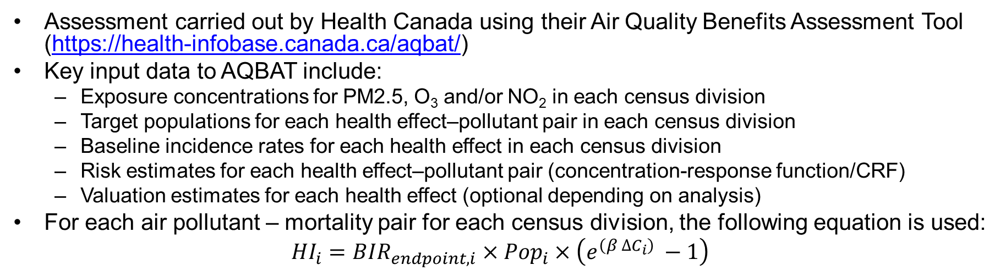 • Assessment carried out by Health Canada using their Air Quality Benefits Assessment Tool
(https://health-infobase.canada.ca/aqbat/)
• Key input data to AQBAT include:
– Exposure concentrations for PM2.5, O₃ and/or NO₂ in each census division
– Target populations for each health effect–pollutant pair in each census division
– Baseline incidence rates for each health effect in each census division
– Risk estimates for each health effect–pollutant pair (concentration-response function/CRF)
– Valuation estimates for each health effect (optional depending on analysis)
• For each air pollutant – mortality pair for each census division, the following equation is used:
$HI_i = BIR_{endpoint,i} \times Pop_i \times \left(e^{(\beta \, \Delta C_i)} - 1\right)$